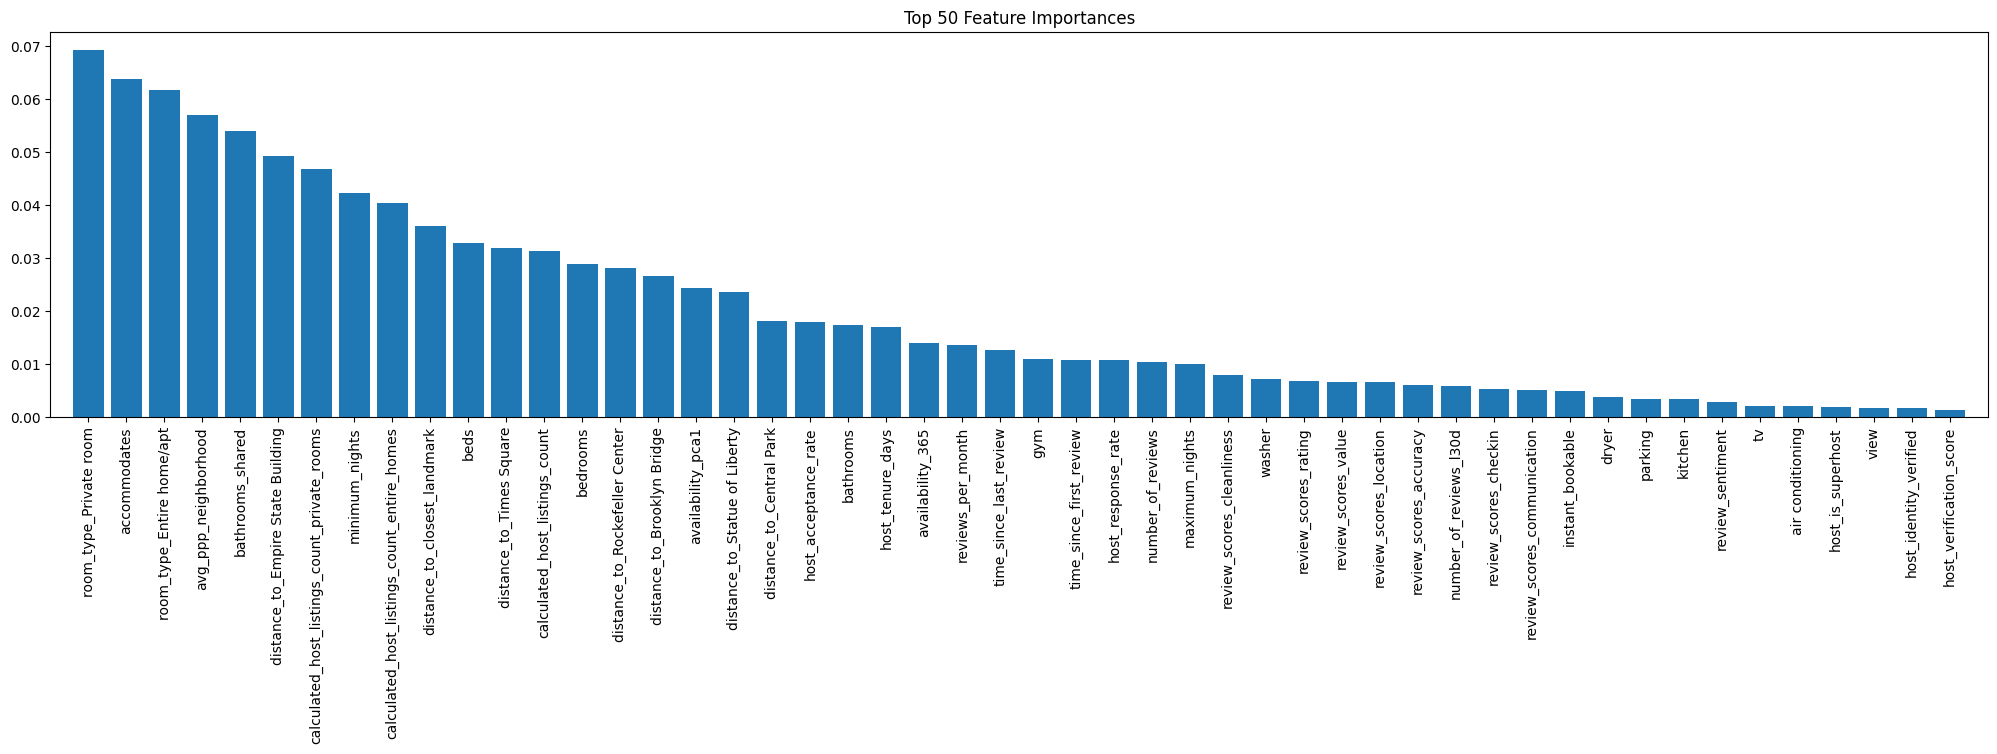 Top 50 Feature Importances
0.07
0.06
0.05
0.04
0.03
0.02
0.01
0.00
room_type_Private room
accommodates
room_type_Entire home/apt
avg_ppp_neighborhood
bathrooms_shared
distance_to_Empire State Building
calculated_host_listings_count_private_rooms
minimum_nights
calculated_host_listings_count_entire_homes
distance_to_closest_landmark
beds
distance_to_Times Square
calculated_host_listings_count
bedrooms
distance_to_Rockefeller Center
distance_to_Brooklyn Bridge
availability_pca1
distance_to_Statue of Liberty
distance_to_Central Park
host_acceptance_rate
bathrooms
host_tenure_days
availability_365
reviews_per_month
time_since_last_review
gym
time_since_first_review
host_response_rate
number_of_reviews
maximum_nights
review_scores_cleanliness
washer
review_scores_rating
review_scores_value
review_scores_location
review_scores_accuracy
number_of_reviews_l30d
review_scores_checkin
review_scores_communication
instant_bookable
dryer
parking
kitchen
review_sentiment
tv
air conditioning
host_is_superhost
view
host_identity_verified
host_verification_score